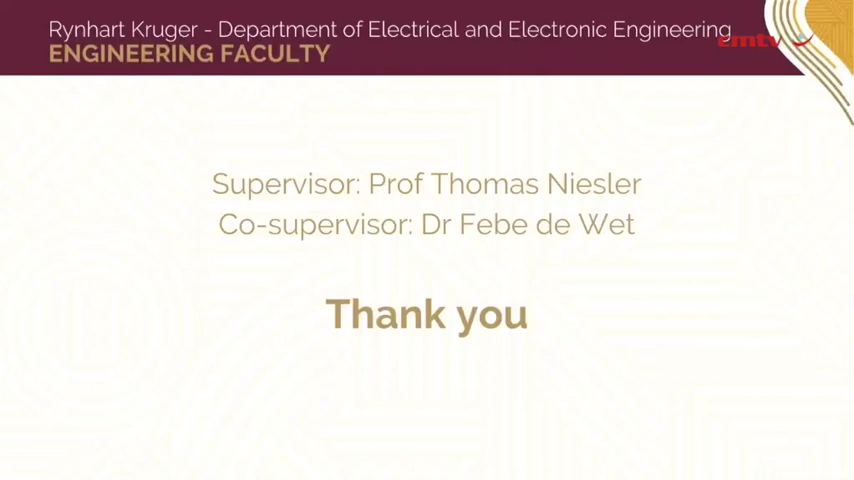 Rynhart Kruger - Department of Electrical and Electronic Engineering
ENGINEERING FACULTY
emtv
Supervisor: Prof Thomas Niesler
Co-supervisor: Dr Febe de Wet
Thank you